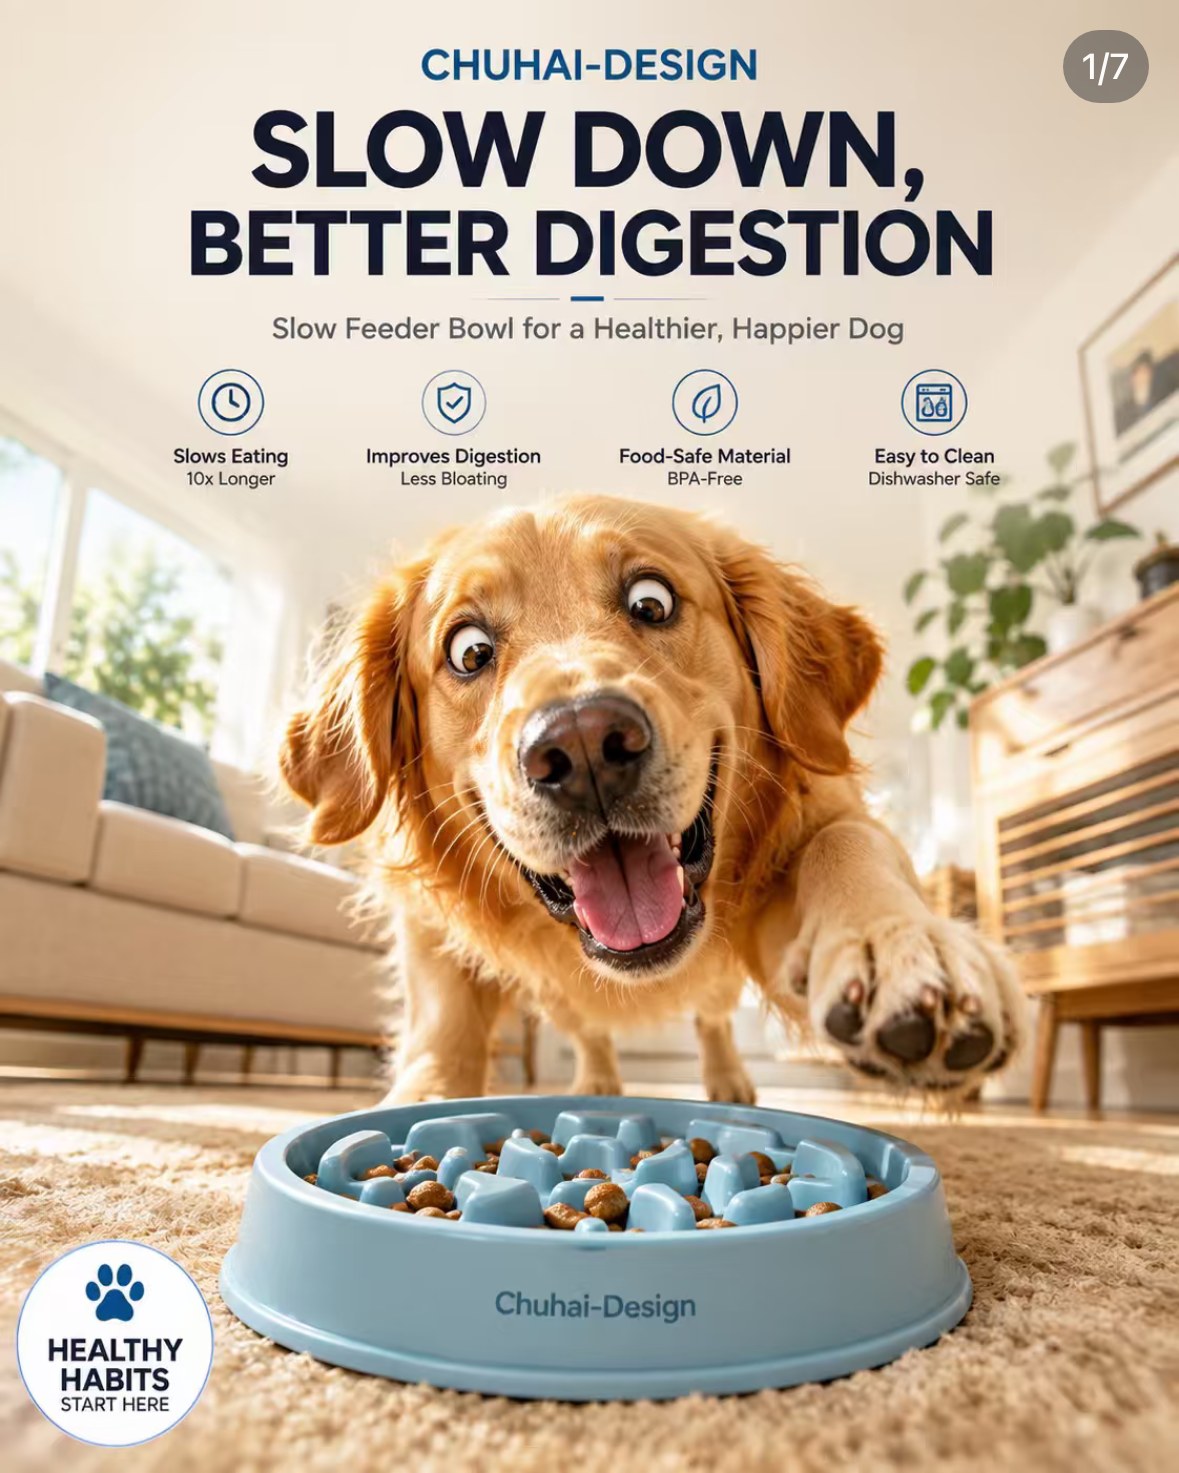 CHUHAI-DESIGN
1/7
SLOW DOWN,
BETTER DIGESTION
Slow Feeder Bowl for a Healthier, Happier Dog
Slows Eating
10x Longer
Improves Digestion
Less Bloating
Food-Safe Material
BPA-Free
Easy to Clean
Dishwasher Safe
Chuhai-Design
HEALTHY
HABITS
START HERE